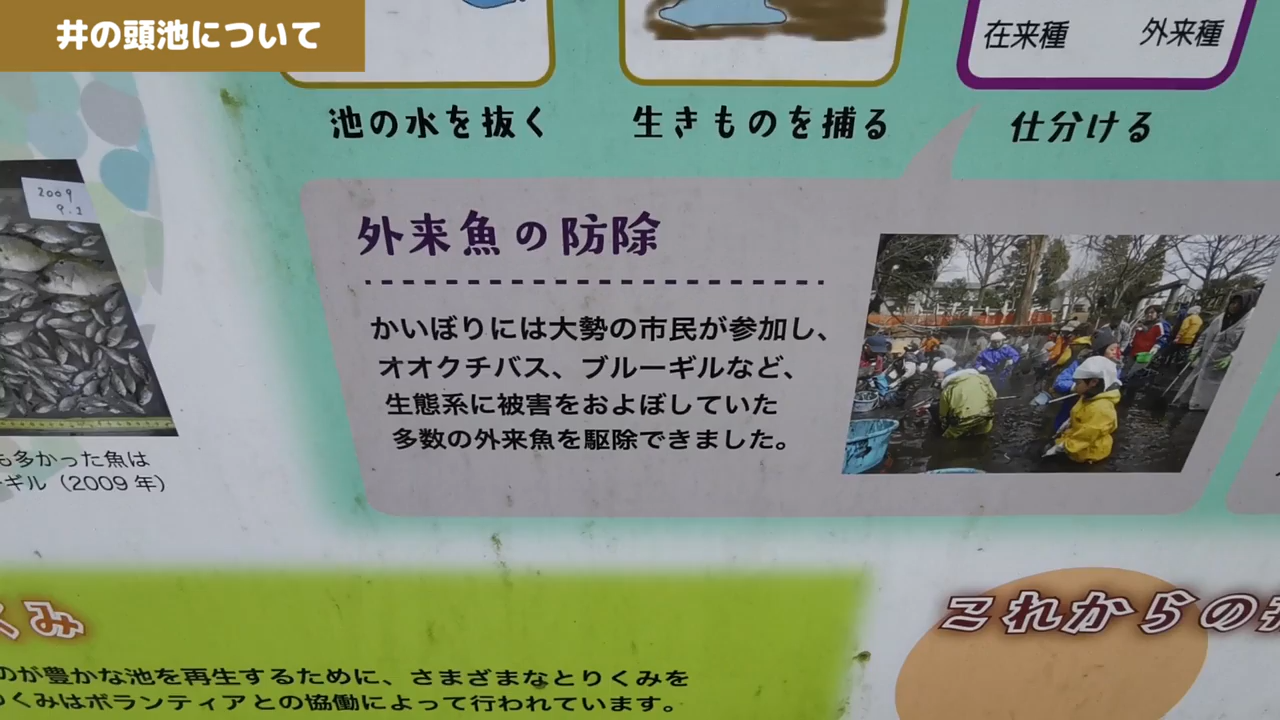 井の頭池について
在来種
外来種
池の水を抜く
生きものを捕る
仕分ける
2009
9.2
外来魚の防除
かいぼりには大勢の市民が参加し、
オオクチバス、ブルーギルなど、
生態系に被害をおよぼしていた
多数の外来魚を駆除できました。
も多かった魚は
ギル（2009 年）
くみ
のが豊かな池を再生するために、さまざまなとりくみを
りくみはボランティアとの協働によって行われています。
これからの井